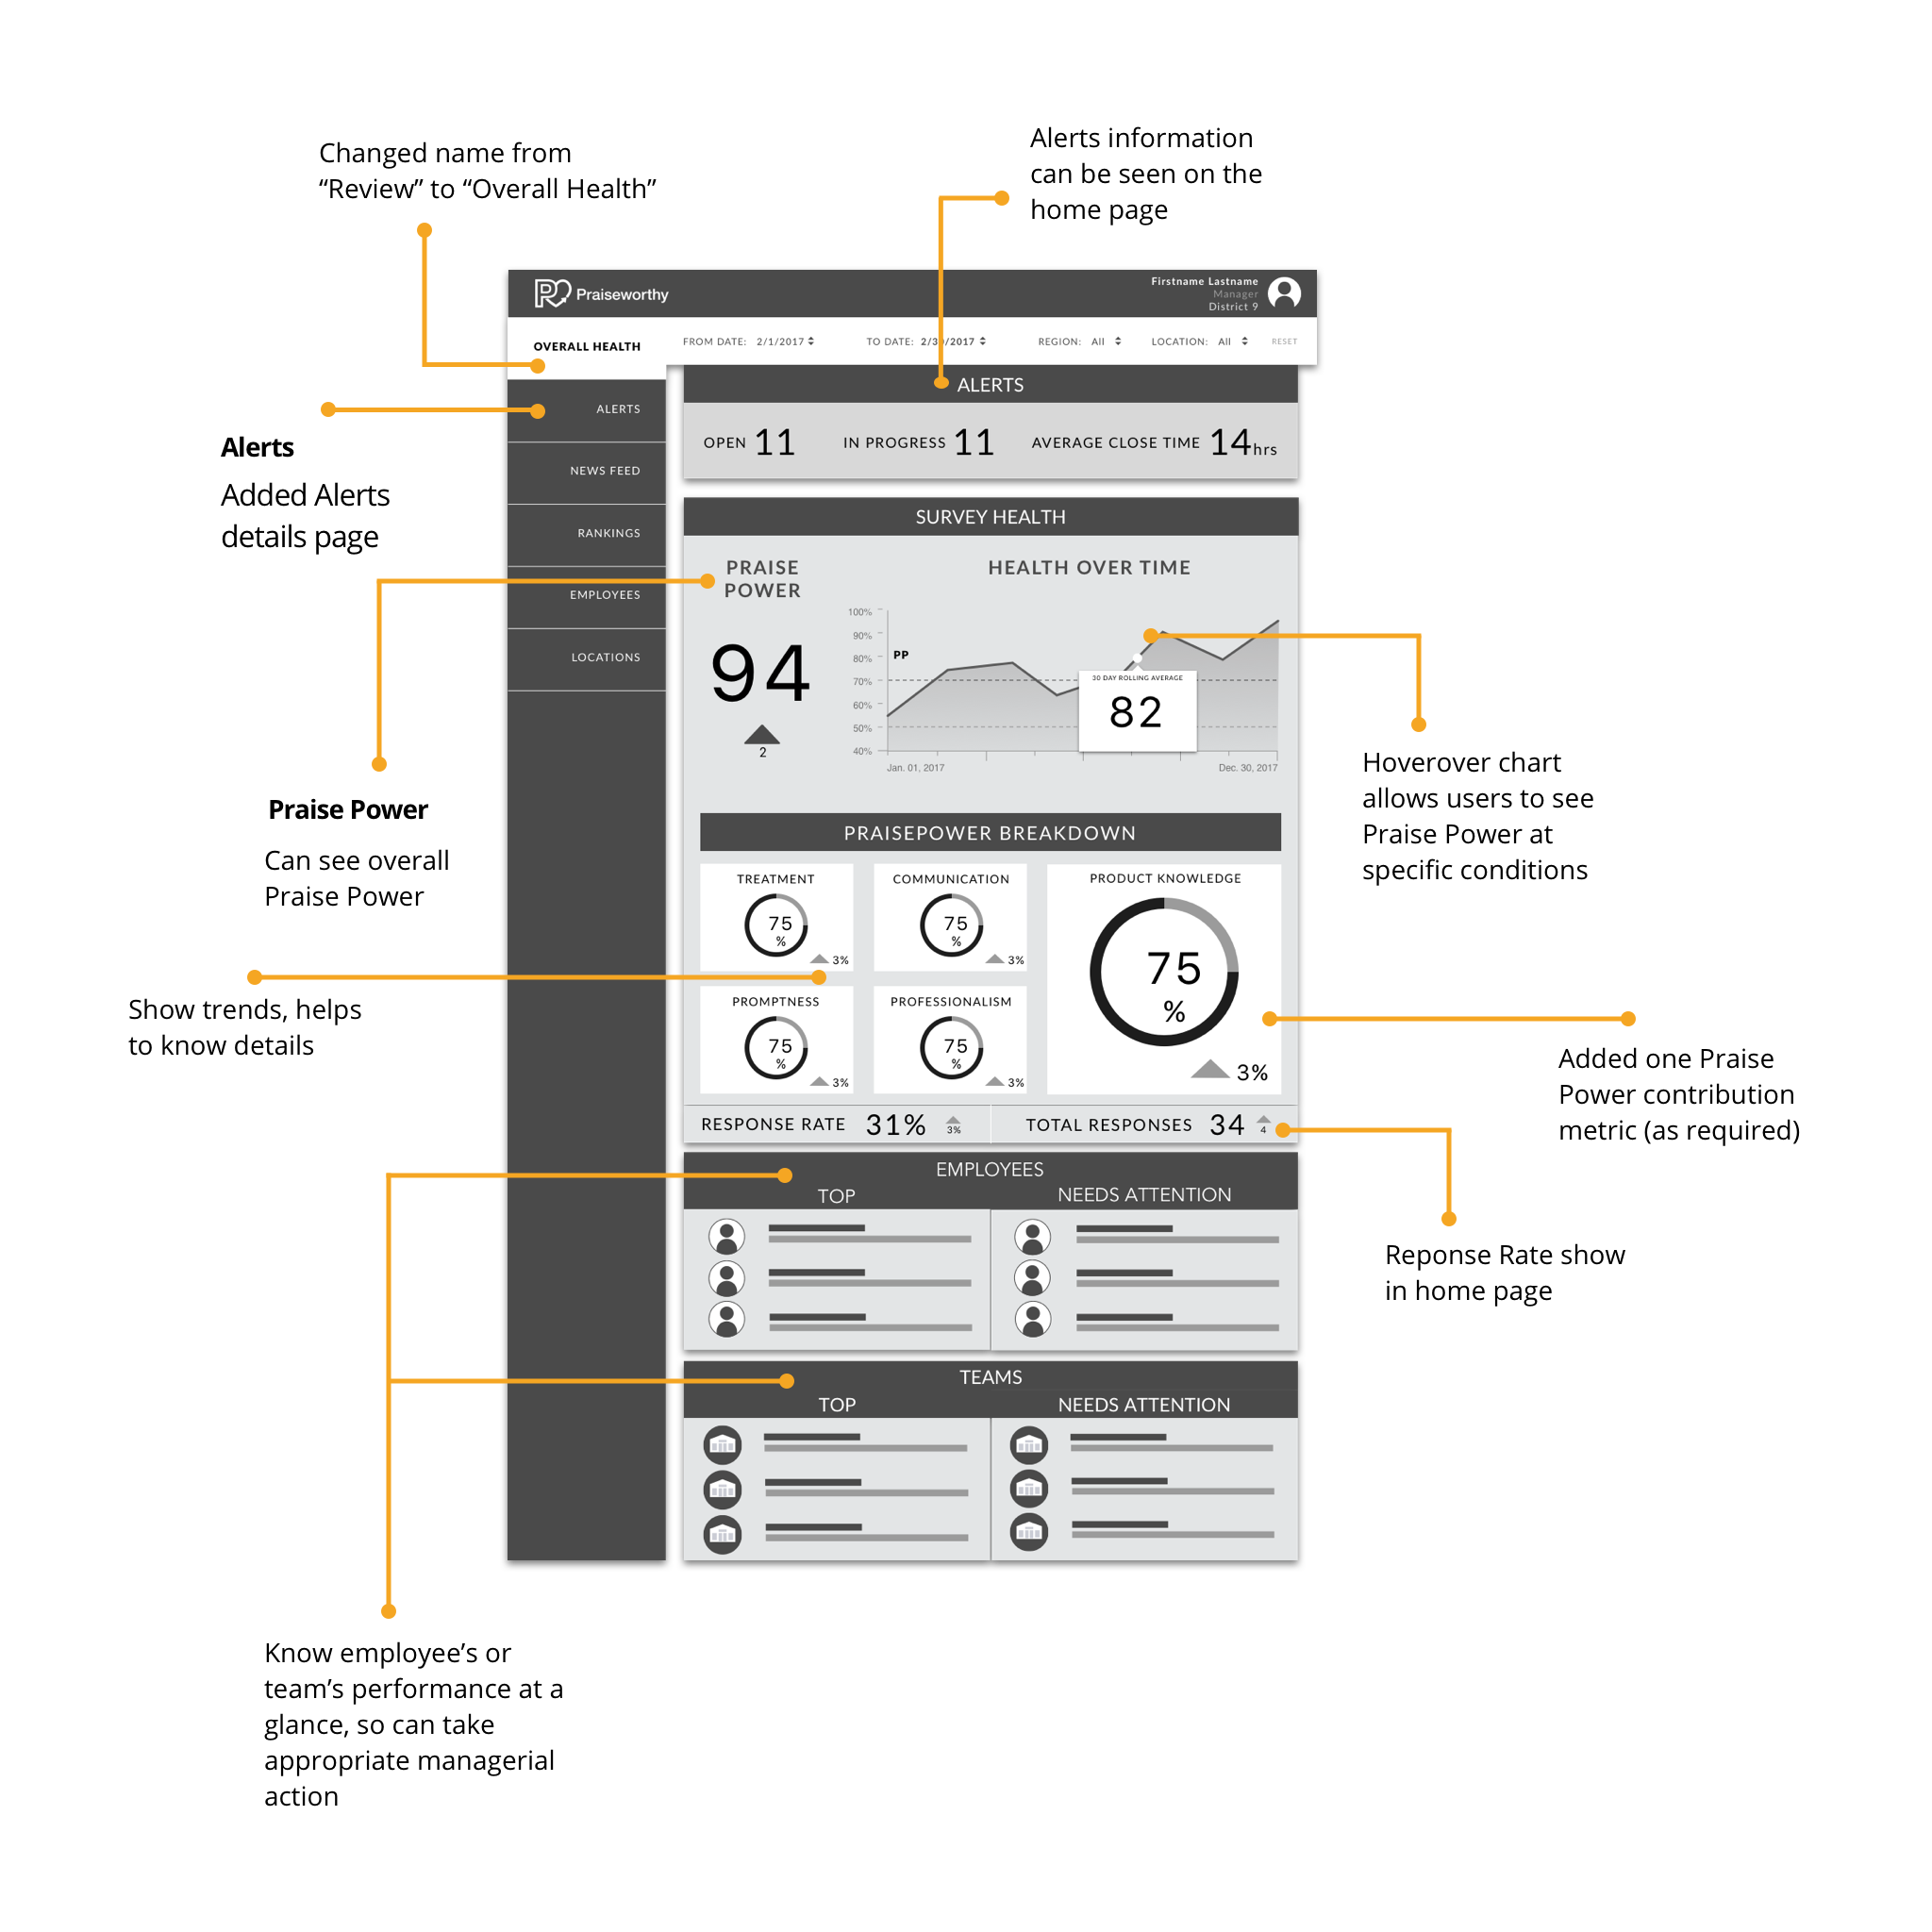 Changed name from
“Review” to “Overall Health”
Alerts information
can be seen on the
home page
Praiseworthy
Firstname Lastname
Manager
District 9
OVERALL HEALTH
FROM DATE: 2/1/2017
TO DATE: 2/30/2017
REGION: All
LOCATION: All
RESET
ALERTS
NEWS FEED
RANKINGS
EMPLOYEES
LOCATIONS
Alerts
Added Alerts
details page
ALERTS
OPEN 11
IN PROGRESS 11
AVERAGE CLOSE TIME 14hrs
SURVEY HEALTH
PRAISE
POWER
94
2
HEALTH OVER TIME
100%
90%
80%
70%
60%
50%
40%
PP
30 DAY ROLLING AVERAGE
82
Jan. 01, 2017
Dec. 30, 2017
Praise Power
Can see overall
Praise Power
Hoverover chart
allows users to see
Praise Power at
specific conditions
PRAISEPOWER BREAKDOWN
TREATMENT
75
%
3%
COMMUNICATION
75
%
3%
PRODUCT KNOWLEDGE
75
%
3%
PROMPTNESS
75
%
3%
PROFESSIONALISM
75
%
3%
Show trends, helps
to know details
Added one Praise
Power contribution
metric (as required)
RESPONSE RATE 31% 3%
TOTAL RESPONSES 34 4
Reponse Rate show
in home page
EMPLOYEES
TOP
NEEDS ATTENTION
TEAMS
TOP
NEEDS ATTENTION
Know employee’s or
team’s performance at a
glance, so can take
appropriate managerial
action